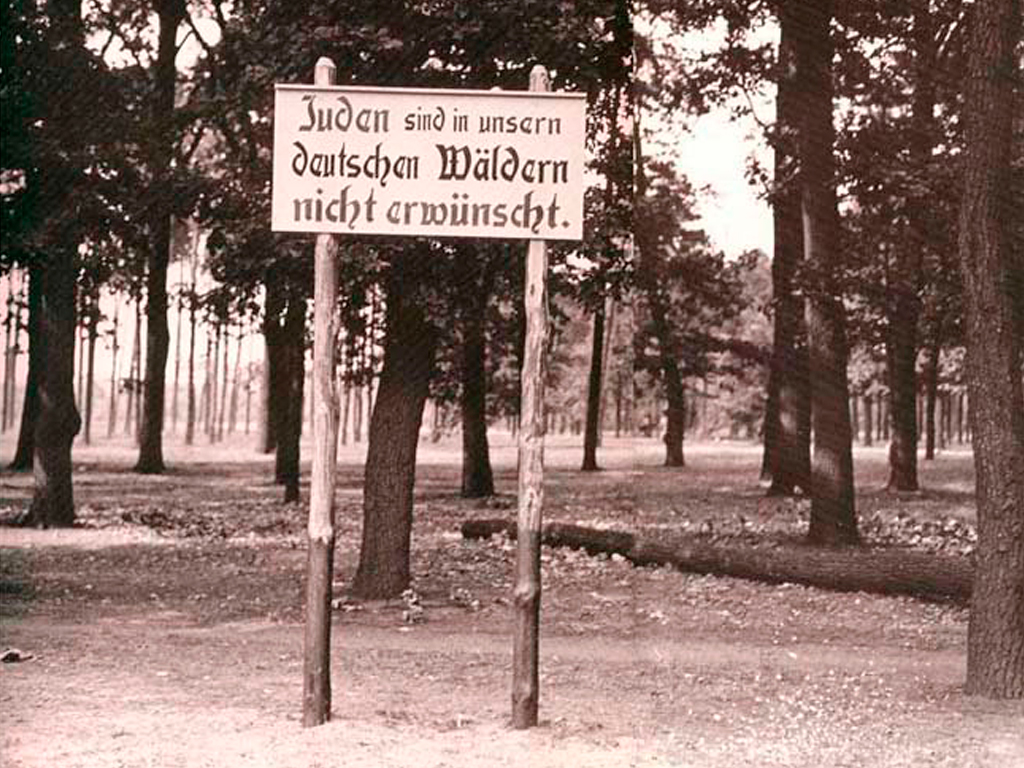 Juden sind in unsern
deutschen Wäldern
nicht erwünscht.